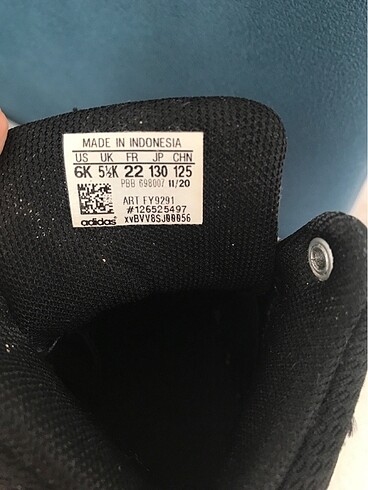 MADE IN INDONESIA
US UK FR JP CHN
6K 5½K 22 130 125
PBB 698007 11/20
ART FY9291
#126525497
adidas xvBVV8SJ00056